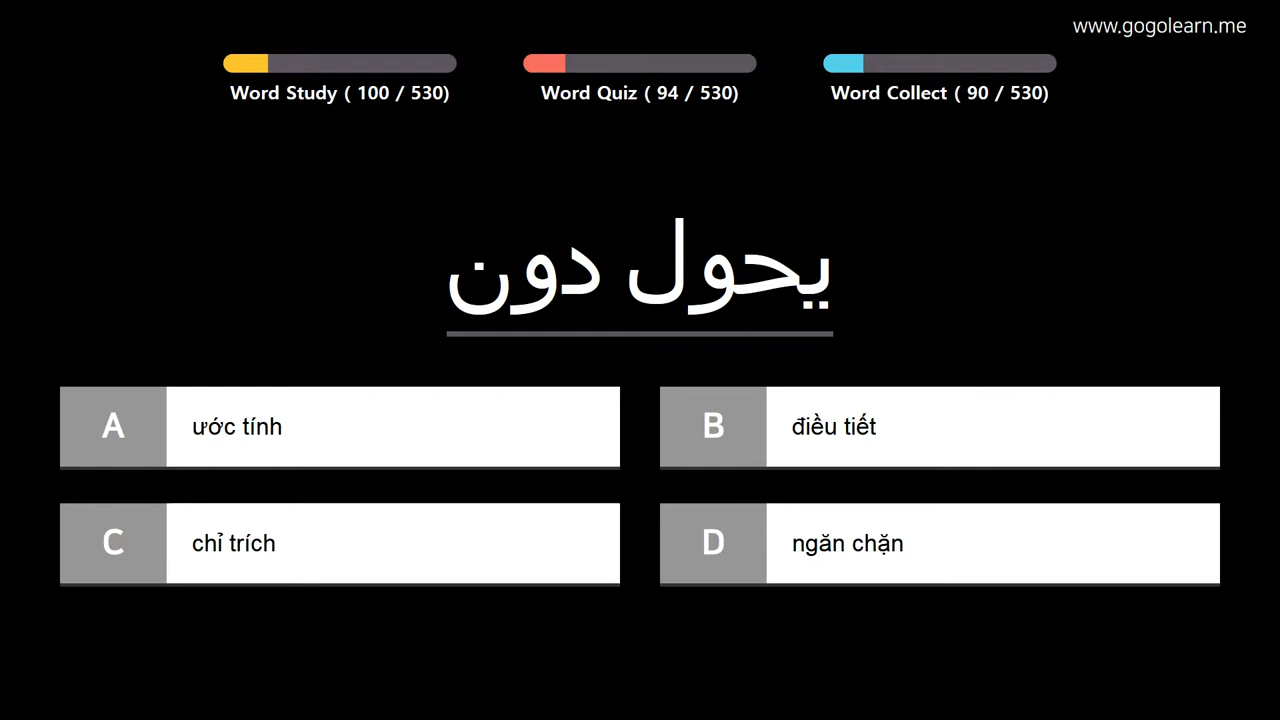 www.gogolearn.me
Word Study ( 100 / 530)
Word Quiz ( 94 / 530)
Word Collect ( 90 / 530)
يحول دون
A ước tính
B điều tiết
C chỉ trích
D ngăn chặn